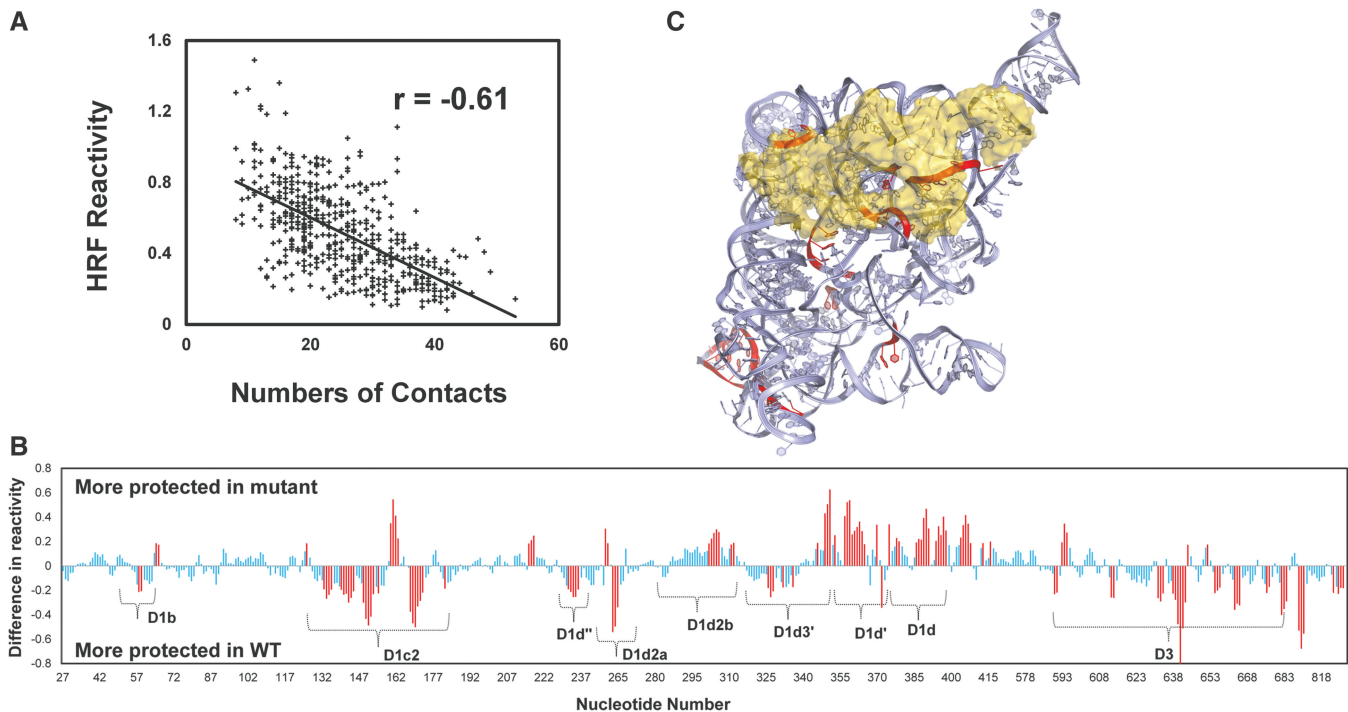 A
1.6
1.2
0.8
0.4
0
r = -0.61
HRF Reactivity
0
20
40
60
Numbers of Contacts
C
B
0.8
0.6
0.4
0.2
0
-0.2
-0.4
-0.6
-0.8
Difference in reactivity
More protected in mutant
More protected in WT
D1b
D1c2
D1d"
D1d2a
D1d2b
D1d3'
D1d'
D1d
D3
27 42 57 72 87 102 117 132 147 162 177 192 207 222 237 265 280 295 310 325 340 355 370 385 400 415 578 593 608 623 638 653 668 683 818
Nucleotide Number